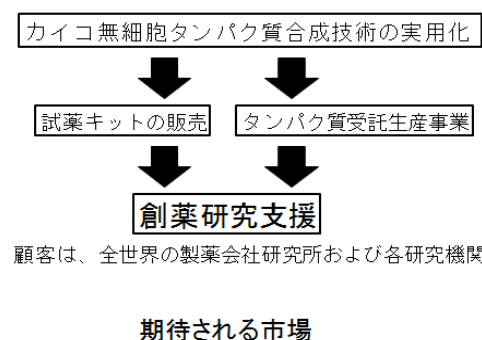 カイコ無細胞タンパク質合成技術の実用化
試薬キットの販売
タンパク質受託生産事業
創薬研究支援
顧客は、全世界の製薬会社研究所および各研究機関
期待される市場